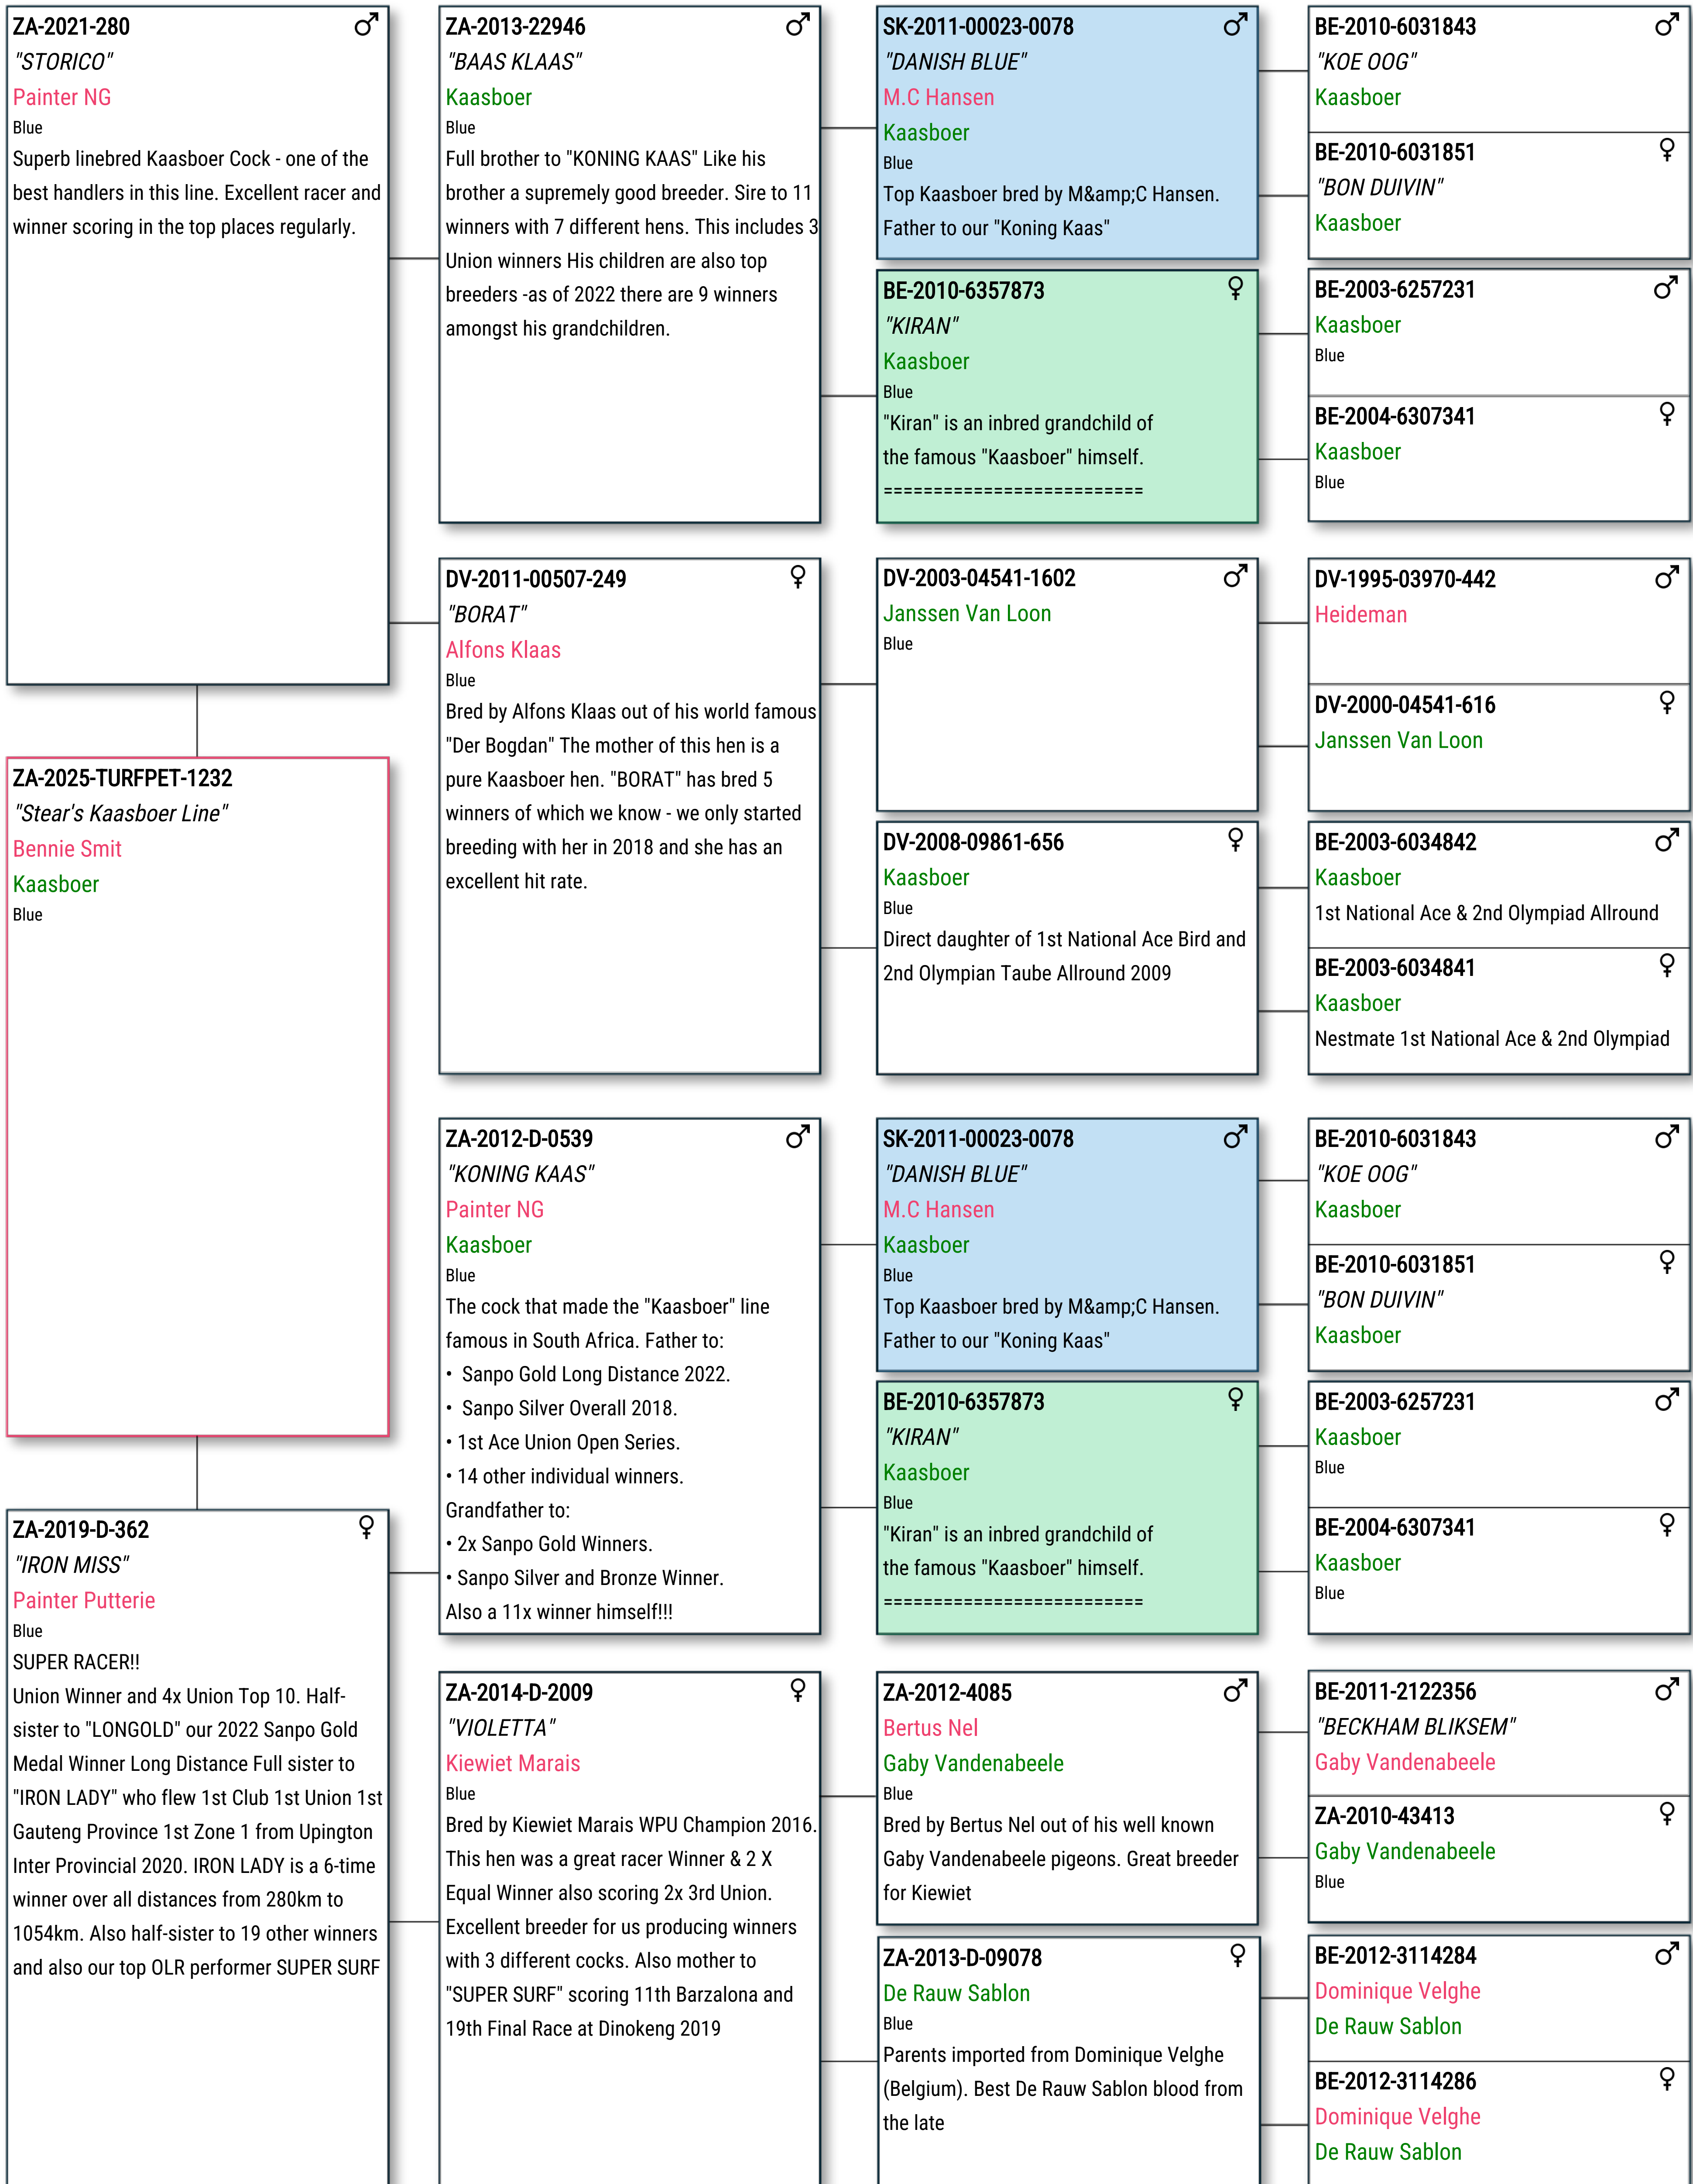 ZA-2021-280 ♂
"STORICO"
Painter NG
Blue
Superb linebred Kaasboer Cock - one of the
best handlers in this line. Excellent racer and
winner scoring in the top places regularly.
ZA-2025-TURFPET-1232
"Stear's Kaasboer Line"
Bennie Smit
Kaasboer
Blue
ZA-2019-D-362 ♀
"IRON MISS"
Painter Putterie
Blue
SUPER RACER!!
Union Winner and 4x Union Top 10. Half-
sister to "LONGOLD" our 2022 Sanpo Gold
Medal Winner Long Distance Full sister to
"IRON LADY" who flew 1st Club 1st Union 1st
Gauteng Province 1st Zone 1 from Upington
Inter Provincial 2020. IRON LADY is a 6-time
winner over all distances from 280km to
1054km. Also half-sister to 19 other winners
and also our top OLR performer SUPER SURF
ZA-2013-22946 ♂
"BAAS KLAAS"
Kaasboer
Blue
Full brother to "KONING KAAS" Like his
brother a supremely good breeder. Sire to 11
winners with 7 different hens. This includes 3
Union winners His children are also top
breeders -as of 2022 there are 9 winners
amongst his grandchildren.
DV-2011-00507-249 ♀
"BORAT"
Alfons Klaas
Blue
Bred by Alfons Klaas out of his world famous
"Der Bogdan" The mother of this hen is a
pure Kaasboer hen. "BORAT" has bred 5
winners of which we know - we only started
breeding with her in 2018 and she has an
excellent hit rate.
ZA-2012-D-0539 ♂
"KONING KAAS"
Painter NG
Kaasboer
Blue
The cock that made the "Kaasboer" line
famous in South Africa. Father to:
• Sanpo Gold Long Distance 2022.
• Sanpo Silver Overall 2018.
• 1st Ace Union Open Series.
• 14 other individual winners.
Grandfather to:
• 2x Sanpo Gold Winners.
• Sanpo Silver and Bronze Winner.
Also a 11x winner himself!!!
ZA-2014-D-2009 ♀
"VIOLETTA"
Kiewiet Marais
Blue
Bred by Kiewiet Marais WPU Champion 2016.
This hen was a great racer Winner & 2 X
Equal Winner also scoring 2x 3rd Union.
Excellent breeder for us producing winners
with 3 different cocks. Also mother to
"SUPER SURF" scoring 11th Barzalona and
19th Final Race at Dinokeng 2019
SK-2011-00023-0078 ♂
"DANISH BLUE"
M.C Hansen
Kaasboer
Blue
Top Kaasboer bred by M&amp;C Hansen.
Father to our "Koning Kaas"
BE-2010-6357873 ♀
"KIRAN"
Kaasboer
Blue
"Kiran" is an inbred grandchild of
the famous "Kaasboer" himself.
==========================
DV-2003-04541-1602 ♂
Janssen Van Loon
Blue
DV-2008-09861-656 ♀
Kaasboer
Blue
Direct daughter of 1st National Ace Bird and
2nd Olympian Taube Allround 2009
SK-2011-00023-0078 ♂
"DANISH BLUE"
M.C Hansen
Kaasboer
Blue
Top Kaasboer bred by M&amp;C Hansen.
Father to our "Koning Kaas"
BE-2010-6357873 ♀
"KIRAN"
Kaasboer
Blue
"Kiran" is an inbred grandchild of
the famous "Kaasboer" himself.
==========================
ZA-2012-4085 ♂
Bertus Nel
Gaby Vandenabeele
Blue
Bred by Bertus Nel out of his well known
Gaby Vandenabeele pigeons. Great breeder
for Kiewiet
ZA-2013-D-09078 ♀
De Rauw Sablon
Blue
Parents imported from Dominique Velghe
(Belgium). Best De Rauw Sablon blood from
the late
BE-2010-6031843 ♂
"KOE OOG"
Kaasboer
BE-2010-6031851 ♀
"BON DUIVIN"
Kaasboer
BE-2003-6257231 ♂
Kaasboer
Blue
BE-2004-6307341 ♀
Kaasboer
Blue
DV-1995-03970-442 ♂
Heideman
DV-2000-04541-616 ♀
Janssen Van Loon
BE-2003-6034842 ♂
Kaasboer
1st National Ace & 2nd Olympiad Allround
BE-2003-6034841 ♀
Kaasboer
Nestmate 1st National Ace & 2nd Olympiad
BE-2010-6031843 ♂
"KOE OOG"
Kaasboer
BE-2010-6031851 ♀
"BON DUIVIN"
Kaasboer
BE-2003-6257231 ♂
Kaasboer
Blue
BE-2004-6307341 ♀
Kaasboer
Blue
BE-2011-2122356 ♂
"BECKHAM BLIKSEM"
Gaby Vandenabeele
ZA-2010-43413 ♀
Gaby Vandenabeele
Blue
BE-2012-3114284 ♂
Dominique Velghe
De Rauw Sablon
BE-2012-3114286 ♀
Dominique Velghe
De Rauw Sablon